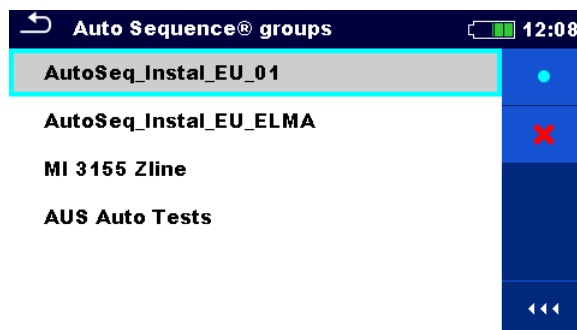 Auto Sequence® groups
12:08
AutoSeq_Instal_EU_01
AutoSeq_Instal_EU_ELMA
MI 3155 Zline
AUS Auto Tests